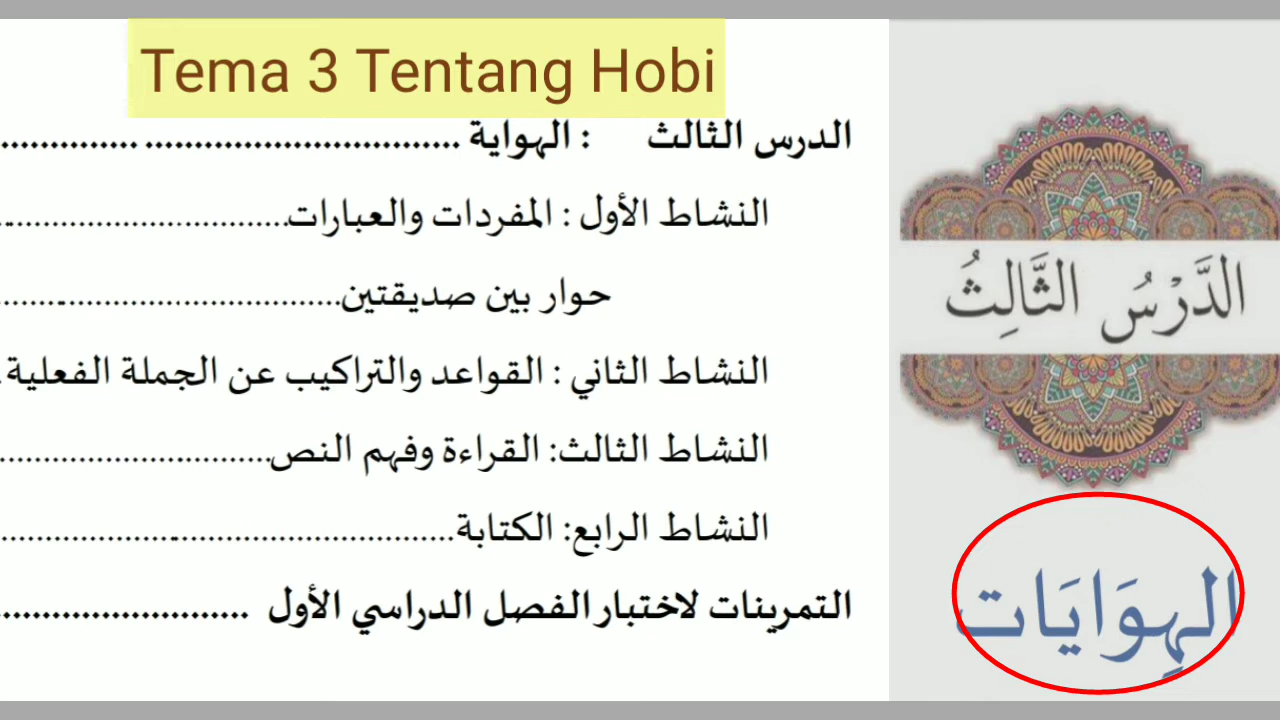 Tema 3 Tentang Hobi
الدرس الثالث : الهواية ..............................................
النشاط الأول : المفردات والعبارات..................................
حوار بين صديقتين..........................................
النشاط الثاني : القواعد والتراكيب عن الجملة الفعلية.
النشاط الثالث: القراءة وفهم النص..................................
النشاط الرابع: الكتابة....................................................
التمرينات لاختبار الفصل الدراسي الأول ..........................
الدَّرْسُ الثَّالِثُ
الهِوَايَات